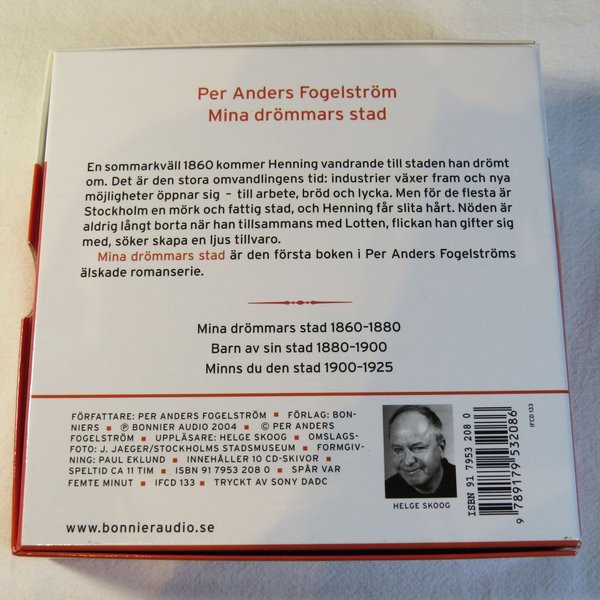 Per Anders Fogelström
Mina drömmars stad
En sommarkväll 1860 kommer Henning vandrande till staden han drömt
om. Det är den stora omvandlingens tid: industrier växer fram och nya
möjligheter öppnar sig – till arbete, bröd och lycka. Men för de flesta är
Stockholm en mörk och fattig stad, och Henning får slita hårt. Nöden är
aldrig långt borta när han tillsammans med Lotten, flickan han gifter sig
med, söker skapa en ljus tillvaro.
Mina drömmars stad är den första boken i Per Anders Fogelströms
älskade romanserie.
Mina drömmars stad 1860–1880
Barn av sin stad 1880–1900
Minns du den stad 1900–1925
FÖRFATTARE: PER ANDERS FOGELSTRÖM ▪ FÖRLAG: BON-
NIERS ▪ ℗ BONNIER AUDIO 2004 ▪ © PER ANDERS
FOGELSTRÖM ▪ UPPLÄSARE: HELGE SKOOG ▪ OMSLAGS-
FOTO: J. JAEGER/STOCKHOLMS STADSMUSEUM ▪ FORMGIV-
NING: PAUL EKLUND ▪ INNEHÅLLER 10 CD-SKIVOR ▪
SPELTID CA 11 TIM ▪ ISBN 91 7953 208 0 ▪ SPÅR VAR
FEMTE MINUT ▪ IFCD 133 ▪ TRYCKT AV SONY DADC
www.bonnieraudio.se
HELGE SKOOG
ISBN 91 7953 208 0
9 789179 532086
IFCD 133